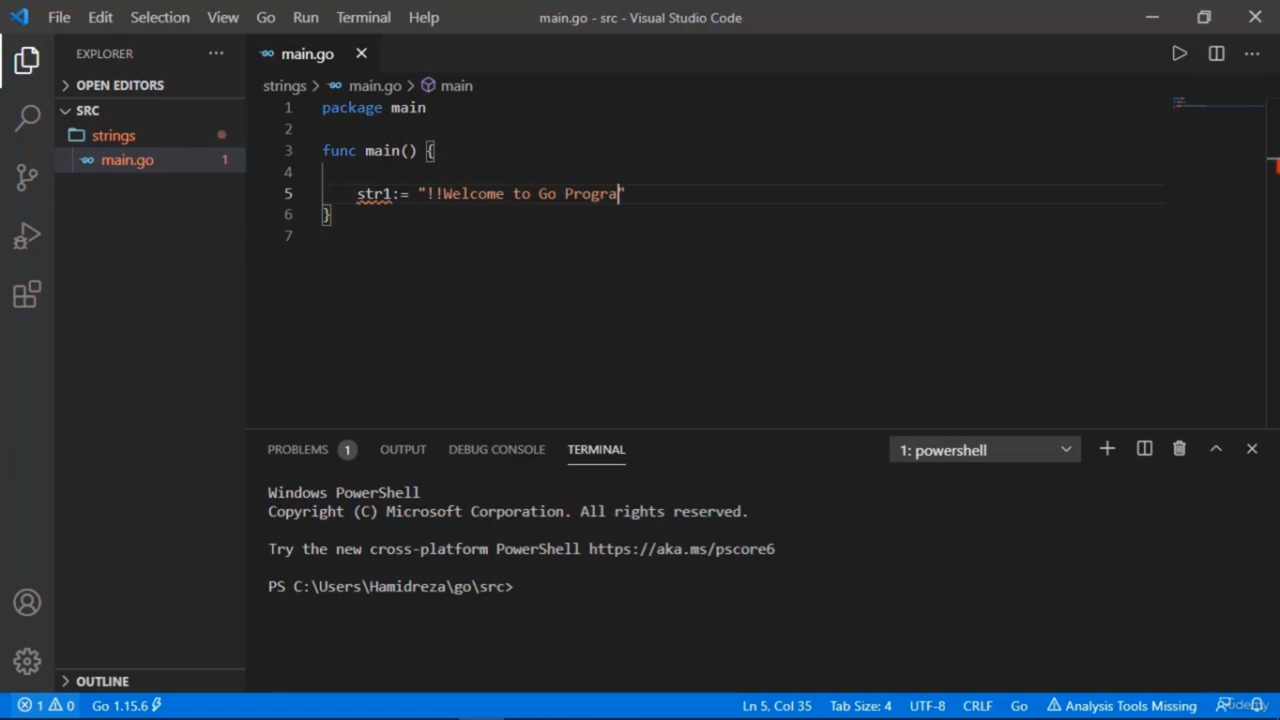 File Edit Selection View Go Run Terminal Help main.go - src - Visual Studio Code
EXPLORER
main.go
OPEN EDITORS
strings > main.go > main
SRC
1 package main
strings
2
main.go 1
3 func main() {
4
5 str1:= "!!Welcome to Go Progra"
6 }
7
PROBLEMS 1 OUTPUT DEBUG CONSOLE TERMINAL 1: powershell
Windows PowerShell
Copyright (C) Microsoft Corporation. All rights reserved.
Try the new cross-platform PowerShell https://aka.ms/pscore6
PS C:\Users\Hamidreza\go\src>
OUTLINE
1 0 Go 1.15.6 Ln 5, Col 35 Tab Size: 4 UTF-8 CRLF Go Analysis Tools Missing
Udemy